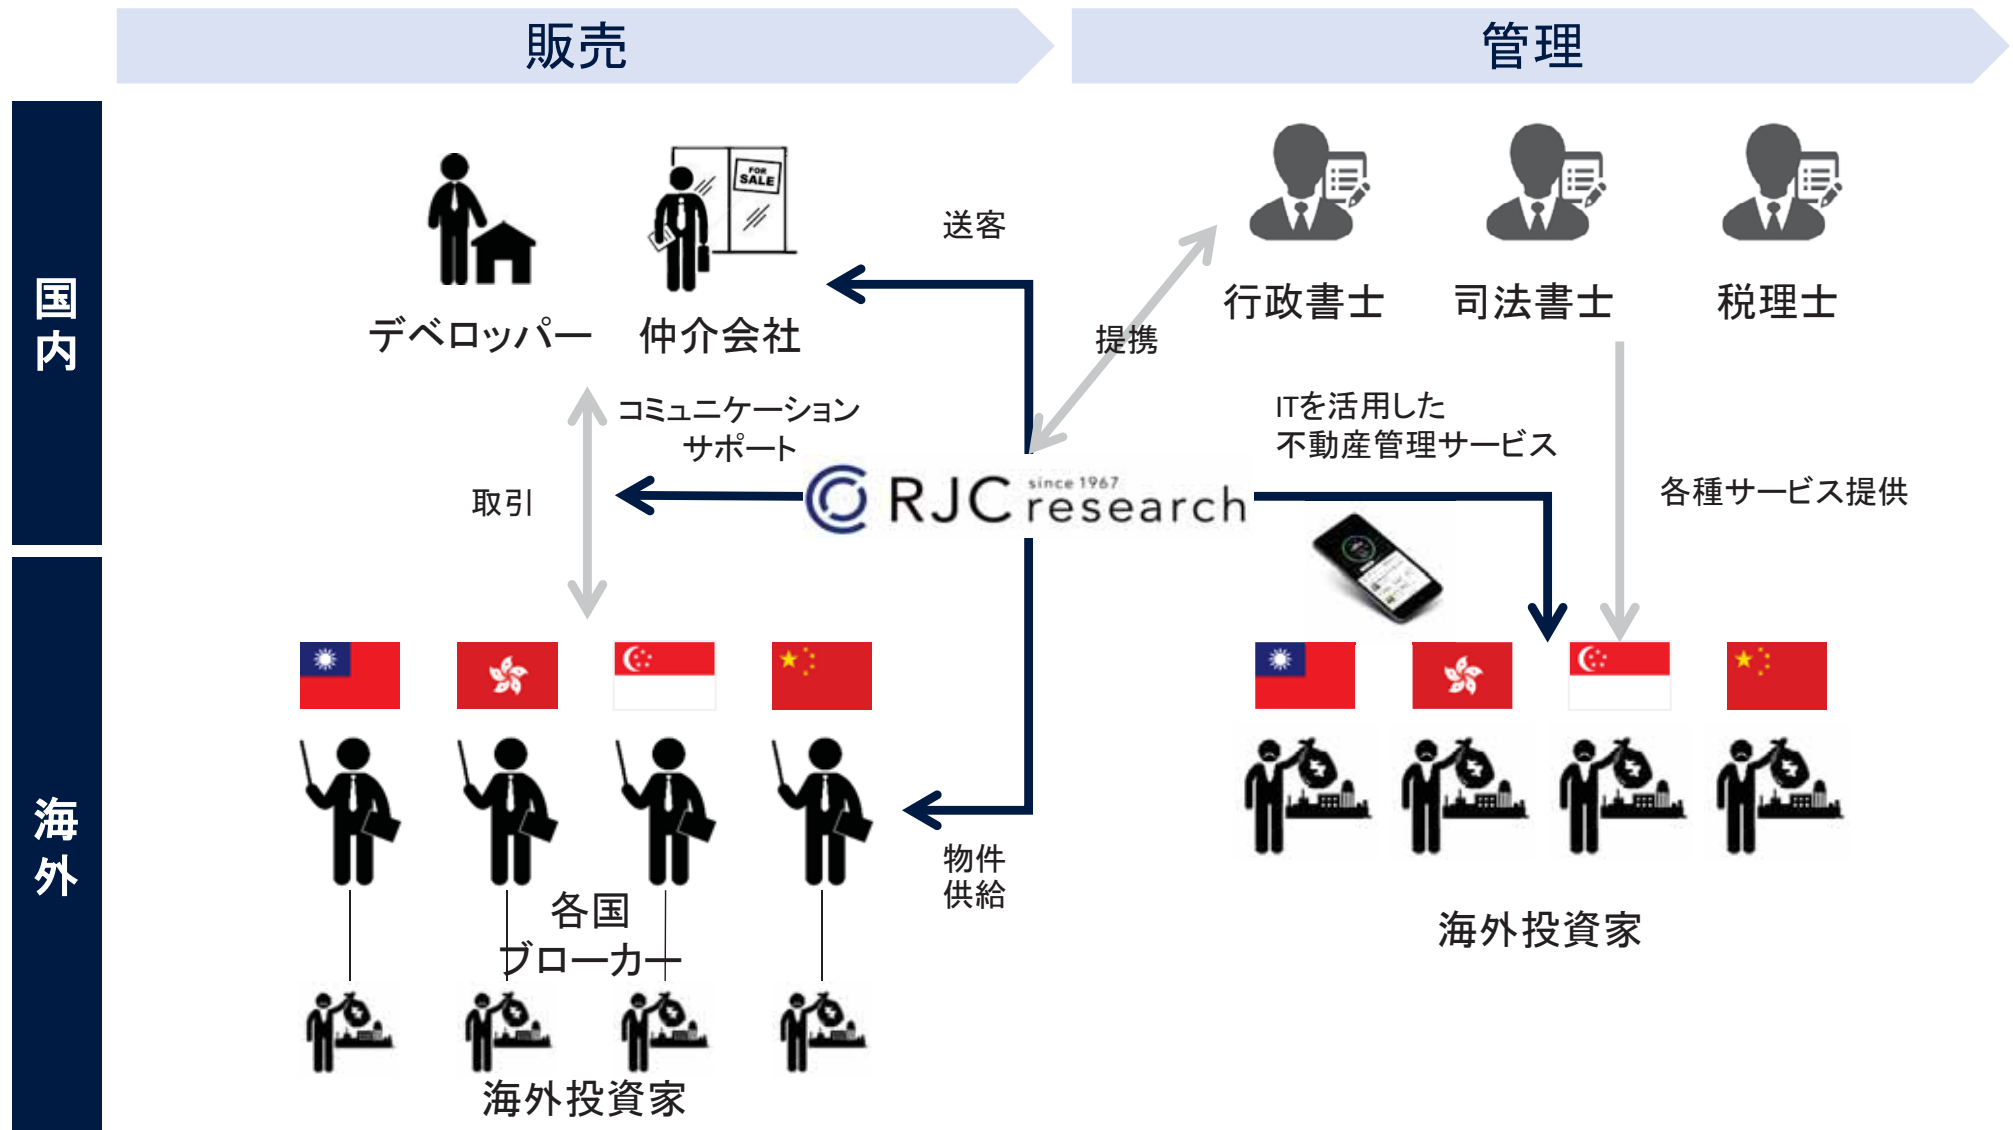 販売
管理
国内
海外
FOR
SALE
デベロッパー
仲介会社
送客
提携
行政書士
司法書士
税理士
コミュニケーション
サポート
取引
RJC since 1967
research
ITを活用した
不動産管理サービス
各種サービス提供
物件
供給
各国
ブローカー
海外投資家
海外投資家